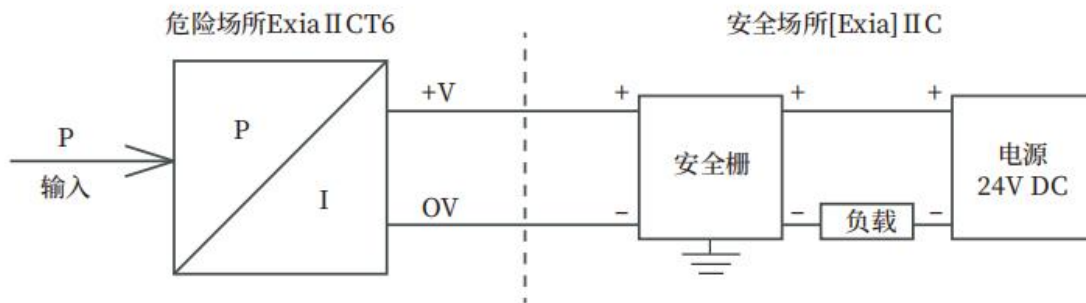 危险场所ExiaⅡCT6
安全场所[Exia]ⅡC
P
输入
P
I
+V
OV
+
−
安全栅
+
−
负载
+
−
电源
24V DC